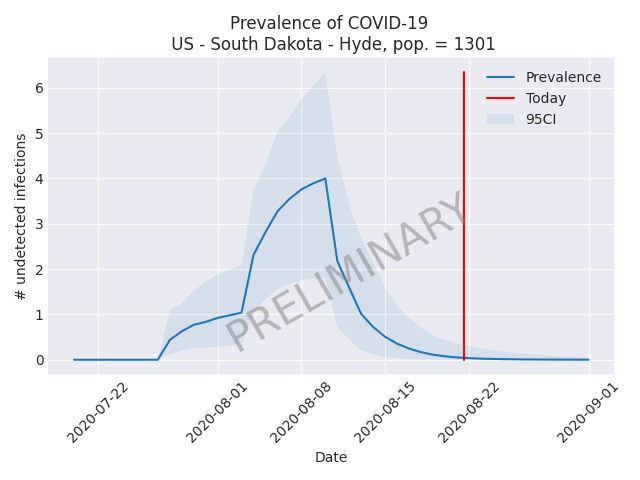 Prevalence of COVID-19
US - South Dakota - Hyde, pop. = 1301
Prevalence
Today
95CI
PRELIMINARY
# undetected infections
6
5
4
3
2
1
0
2020-07-22
2020-08-01
2020-08-08
2020-08-15
2020-08-22
2020-09-01
Date